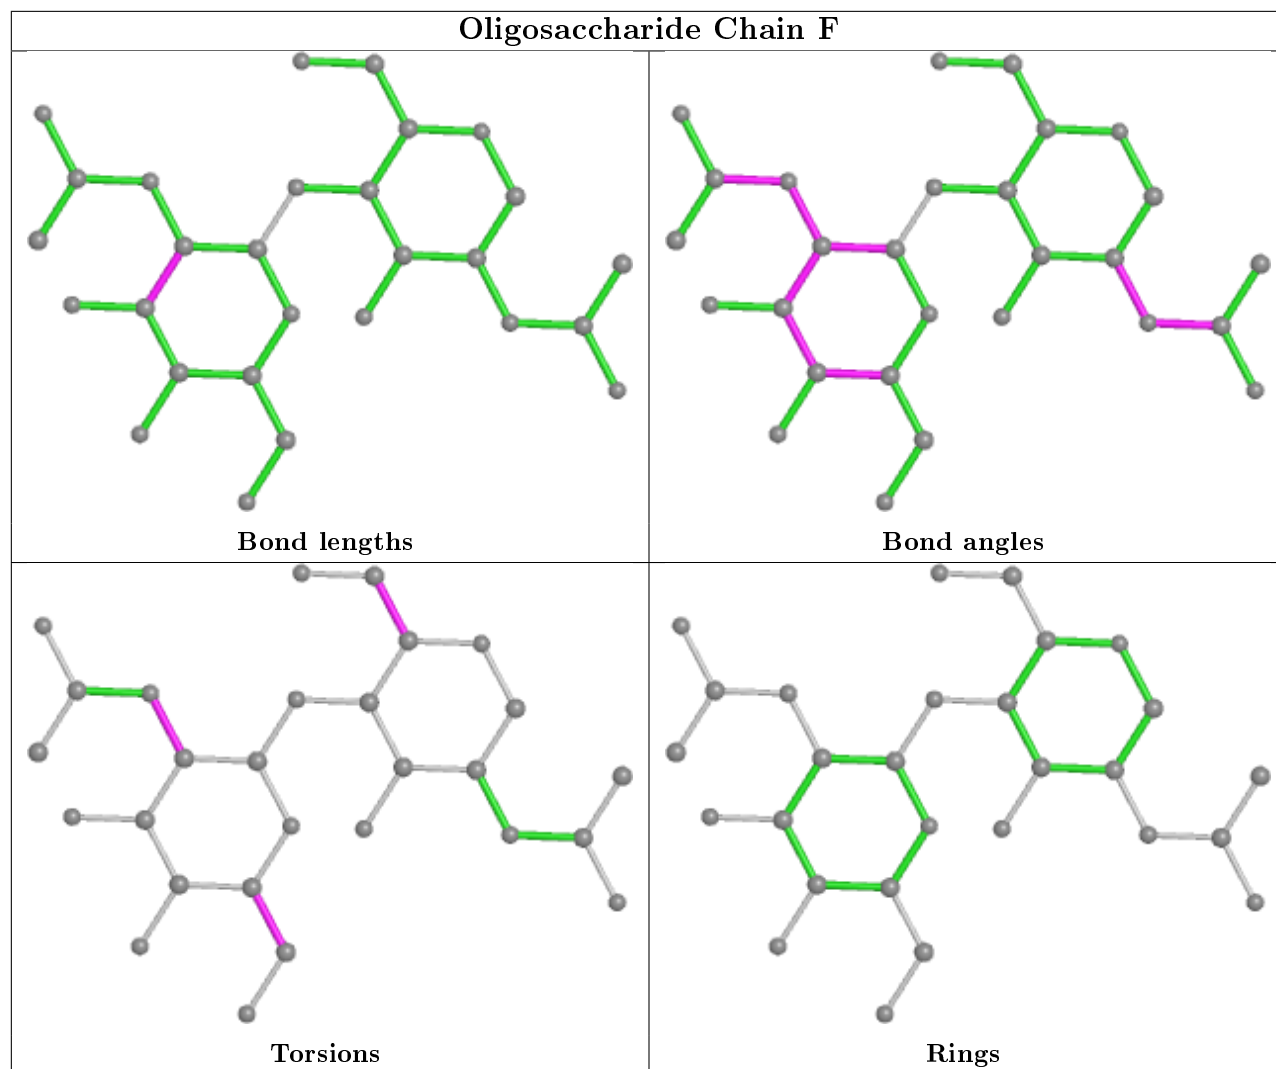 Oligosaccharide Chain F
Bond lengths
Bond angles
Torsions
Rings